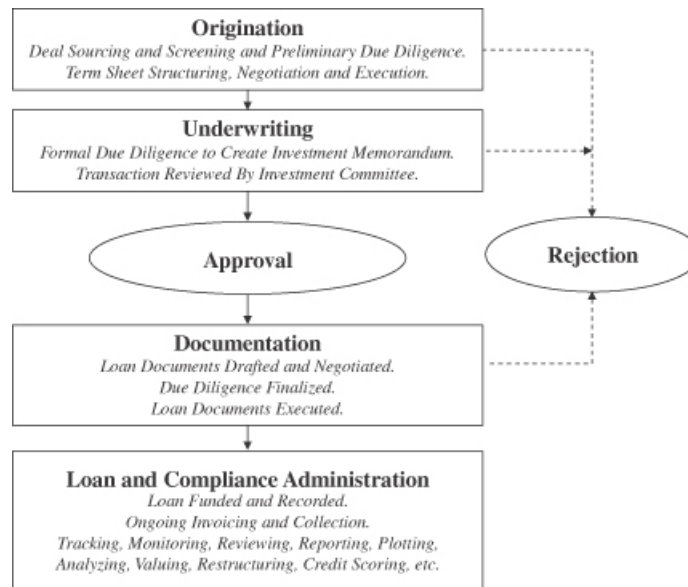 Origination
Deal Sourcing and Screening and Preliminary Due Diligence.
Term Sheet Structuring, Negotiation and Execution.
Underwriting
Formal Due Diligence to Create Investment Memorandum.
Transaction Reviewed By Investment Committee.
Approval
Rejection
Documentation
Loan Documents Drafted and Negotiated.
Due Diligence Finalized.
Loan Documents Executed.
Loan and Compliance Administration
Loan Funded and Recorded.
Ongoing Invoicing and Collection.
Tracking, Monitoring, Reviewing, Reporting, Plotting,
Analyzing, Valuing, Restructuring, Credit Scoring, etc.